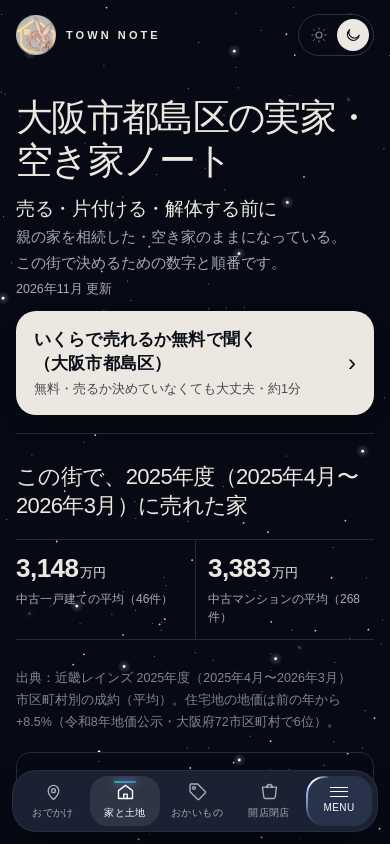 TOWN NOTE
大阪市都島区の実家・
空き家ノート
売る・片付ける・解体する前に
親の家を相続した・空き家のままになっている。
この街で決めるための数字と順番です。
2026年11月 更新
いくらで売れるか無料で聞く
（大阪市都島区）
無料・売るか決めていなくても大丈夫・約1分
›
この街で、2025年度（2025年4月〜
2026年3月）に売れた家
3,148万円
中古一戸建ての平均（46件）
3,383万円
中古マンションの平均（268
件）
出典：近畿レインズ 2025年度（2025年4月〜2026年3月）
市区町村別の成約（平均）。住宅地の地価は前の年から
+8.5%（令和8年地価公示・大阪府72市区町村で6位）。
おでかけ
家と土地
おかいもの
開店閉店
MENU